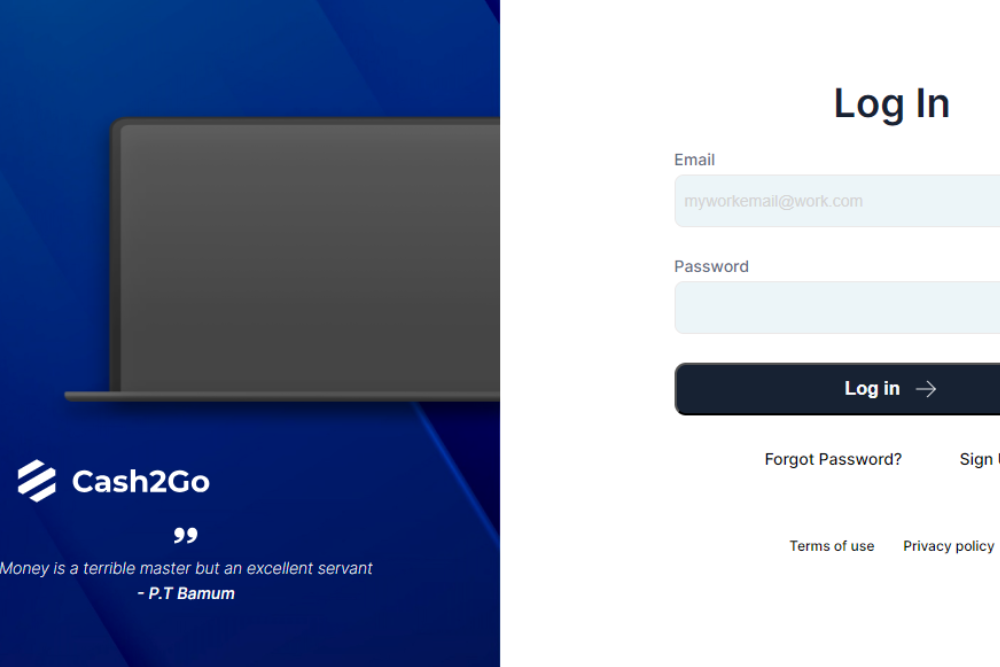 Cash2Go
”
Money is a terrible master but an excellent servant
- P.T Bamum
Log In
Email
myworkemail@work.com
Password
Log in →
Forgot Password? Sign
Terms of use Privacy policy